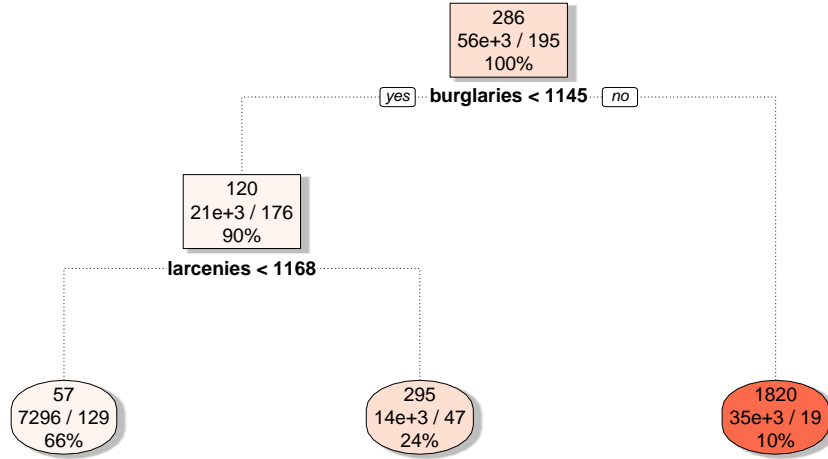 286
56e+3 / 195
100%
yes burglaries < 1145 no
120
21e+3 / 176
90%
larcenies < 1168
57
7296 / 129
66%
295
14e+3 / 47
24%
1820
35e+3 / 19
10%